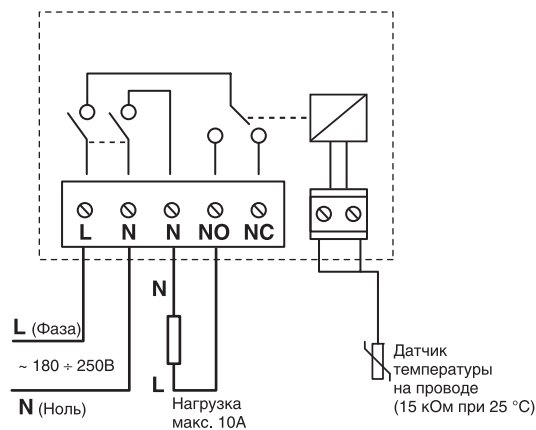 L N N NO NC
N
L (Фаза)
~ 180 ÷ 250В
N (Ноль)
L
Нагрузка
макс. 10А
Датчик
температуры
на проводе
(15 кОм при 25 °C)